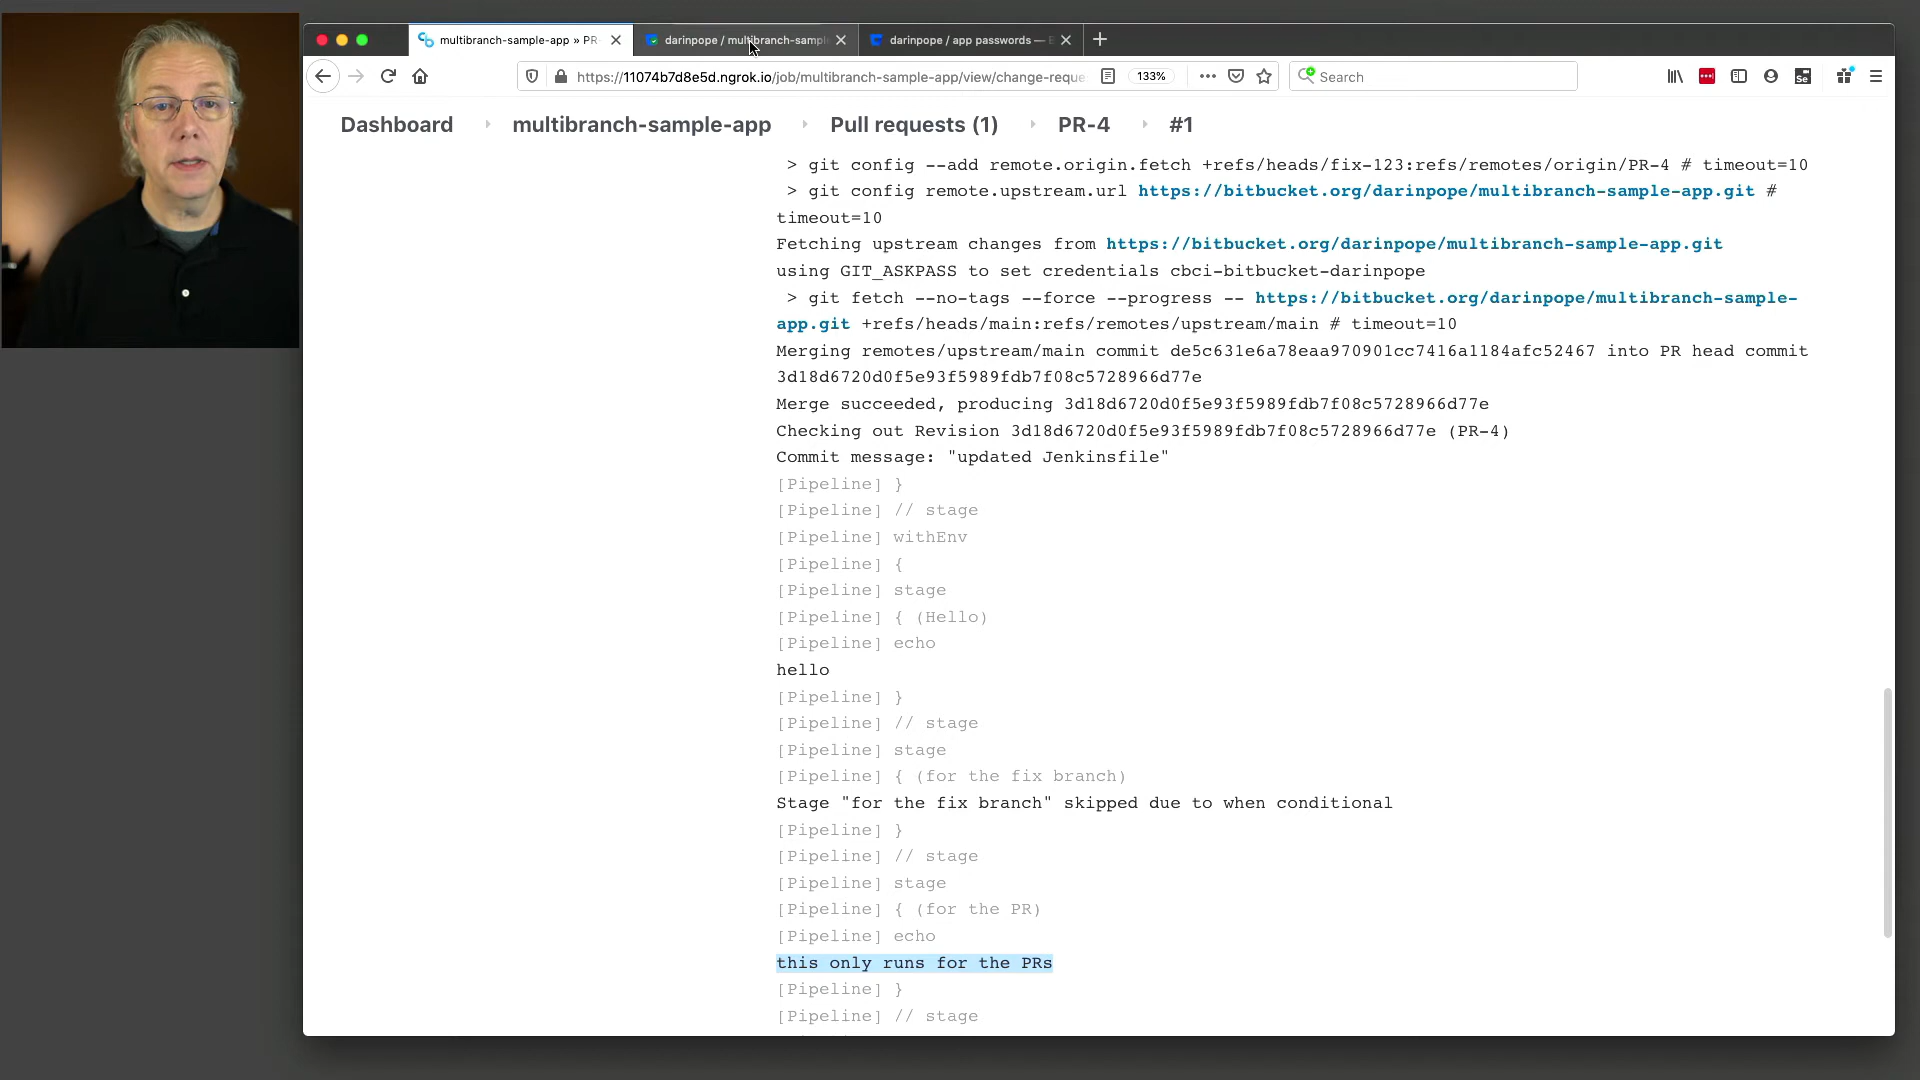 multibranch-sample-app » PR-
darinpope / multibranch-sampl
darinpope / app passwords —
https://11074b7d8e5d.ngrok.io/job/multibranch-sample-app/view/change-reque
133%
Search
Dashboard
multibranch-sample-app
Pull requests (1)
PR-4
#1
> git config --add remote.origin.fetch +refs/heads/fix-123:refs/remotes/origin/PR-4 # timeout=10
> git config remote.upstream.url https://bitbucket.org/darinpope/multibranch-sample-app.git #
timeout=10
Fetching upstream changes from https://bitbucket.org/darinpope/multibranch-sample-app.git
using GIT_ASKPASS to set credentials cbci-bitbucket-darinpope
> git fetch --no-tags --force --progress -- https://bitbucket.org/darinpope/multibranch-sample-
app.git +refs/heads/main:refs/remotes/upstream/main # timeout=10
Merging remotes/upstream/main commit de5c631e6a78eaa970901cc7416a1184afc52467 into PR head commit
3d18d6720d0f5e93f5989fdb7f08c5728966d77e
Merge succeeded, producing 3d18d6720d0f5e93f5989fdb7f08c5728966d77e
Checking out Revision 3d18d6720d0f5e93f5989fdb7f08c5728966d77e (PR-4)
Commit message: "updated Jenkinsfile"
[Pipeline] }
[Pipeline] // stage
[Pipeline] withEnv
[Pipeline] {
[Pipeline] stage
[Pipeline] { (Hello)
[Pipeline] echo
hello
[Pipeline] }
[Pipeline] // stage
[Pipeline] stage
[Pipeline] { (for the fix branch)
Stage "for the fix branch" skipped due to when conditional
[Pipeline] }
[Pipeline] // stage
[Pipeline] stage
[Pipeline] { (for the PR)
[Pipeline] echo
this only runs for the PRs
[Pipeline] }
[Pipeline] // stage